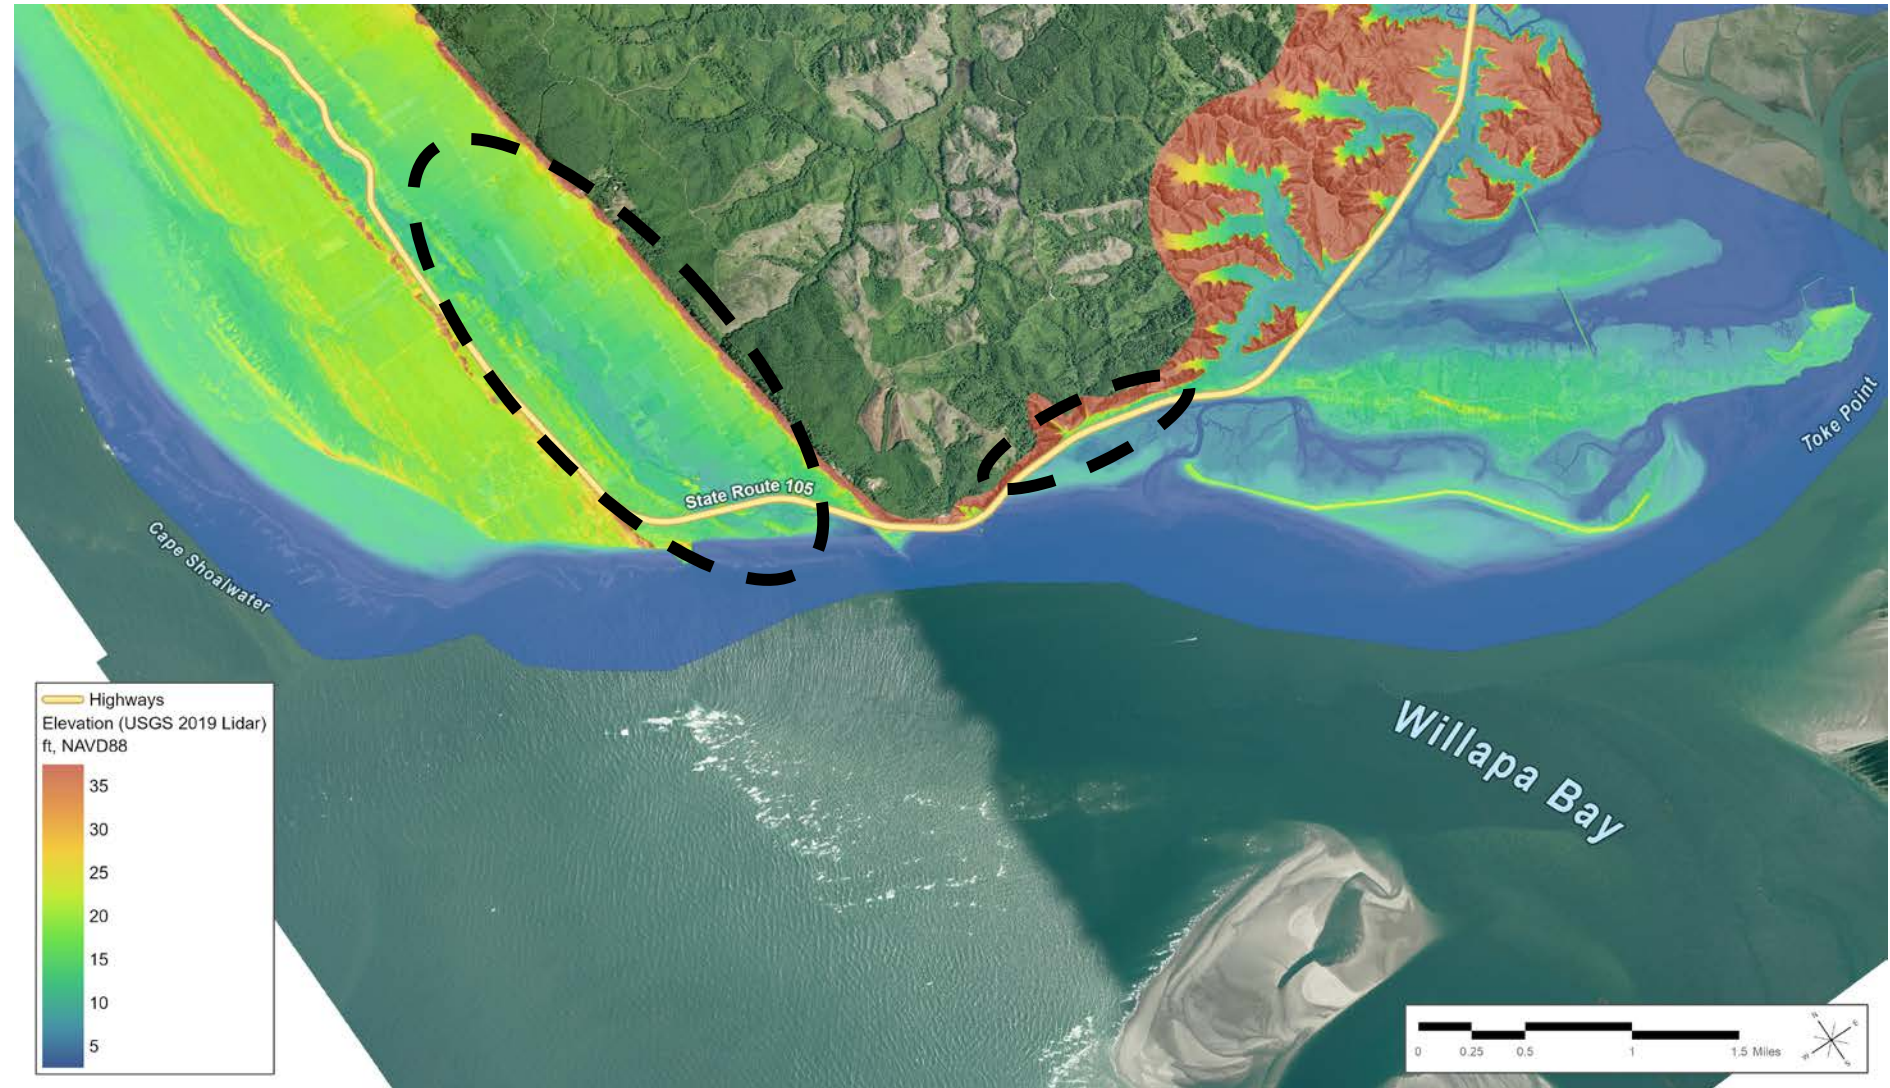 State Route 105
Cape Shoalwater
Toke Point
Willapa Bay
Highways
Elevation (USGS 2019 Lidar)
ft, NAVD88
35
30
25
20
15
10
5
0 0.25 0.5 1 1.5 Miles
N
E
W
S